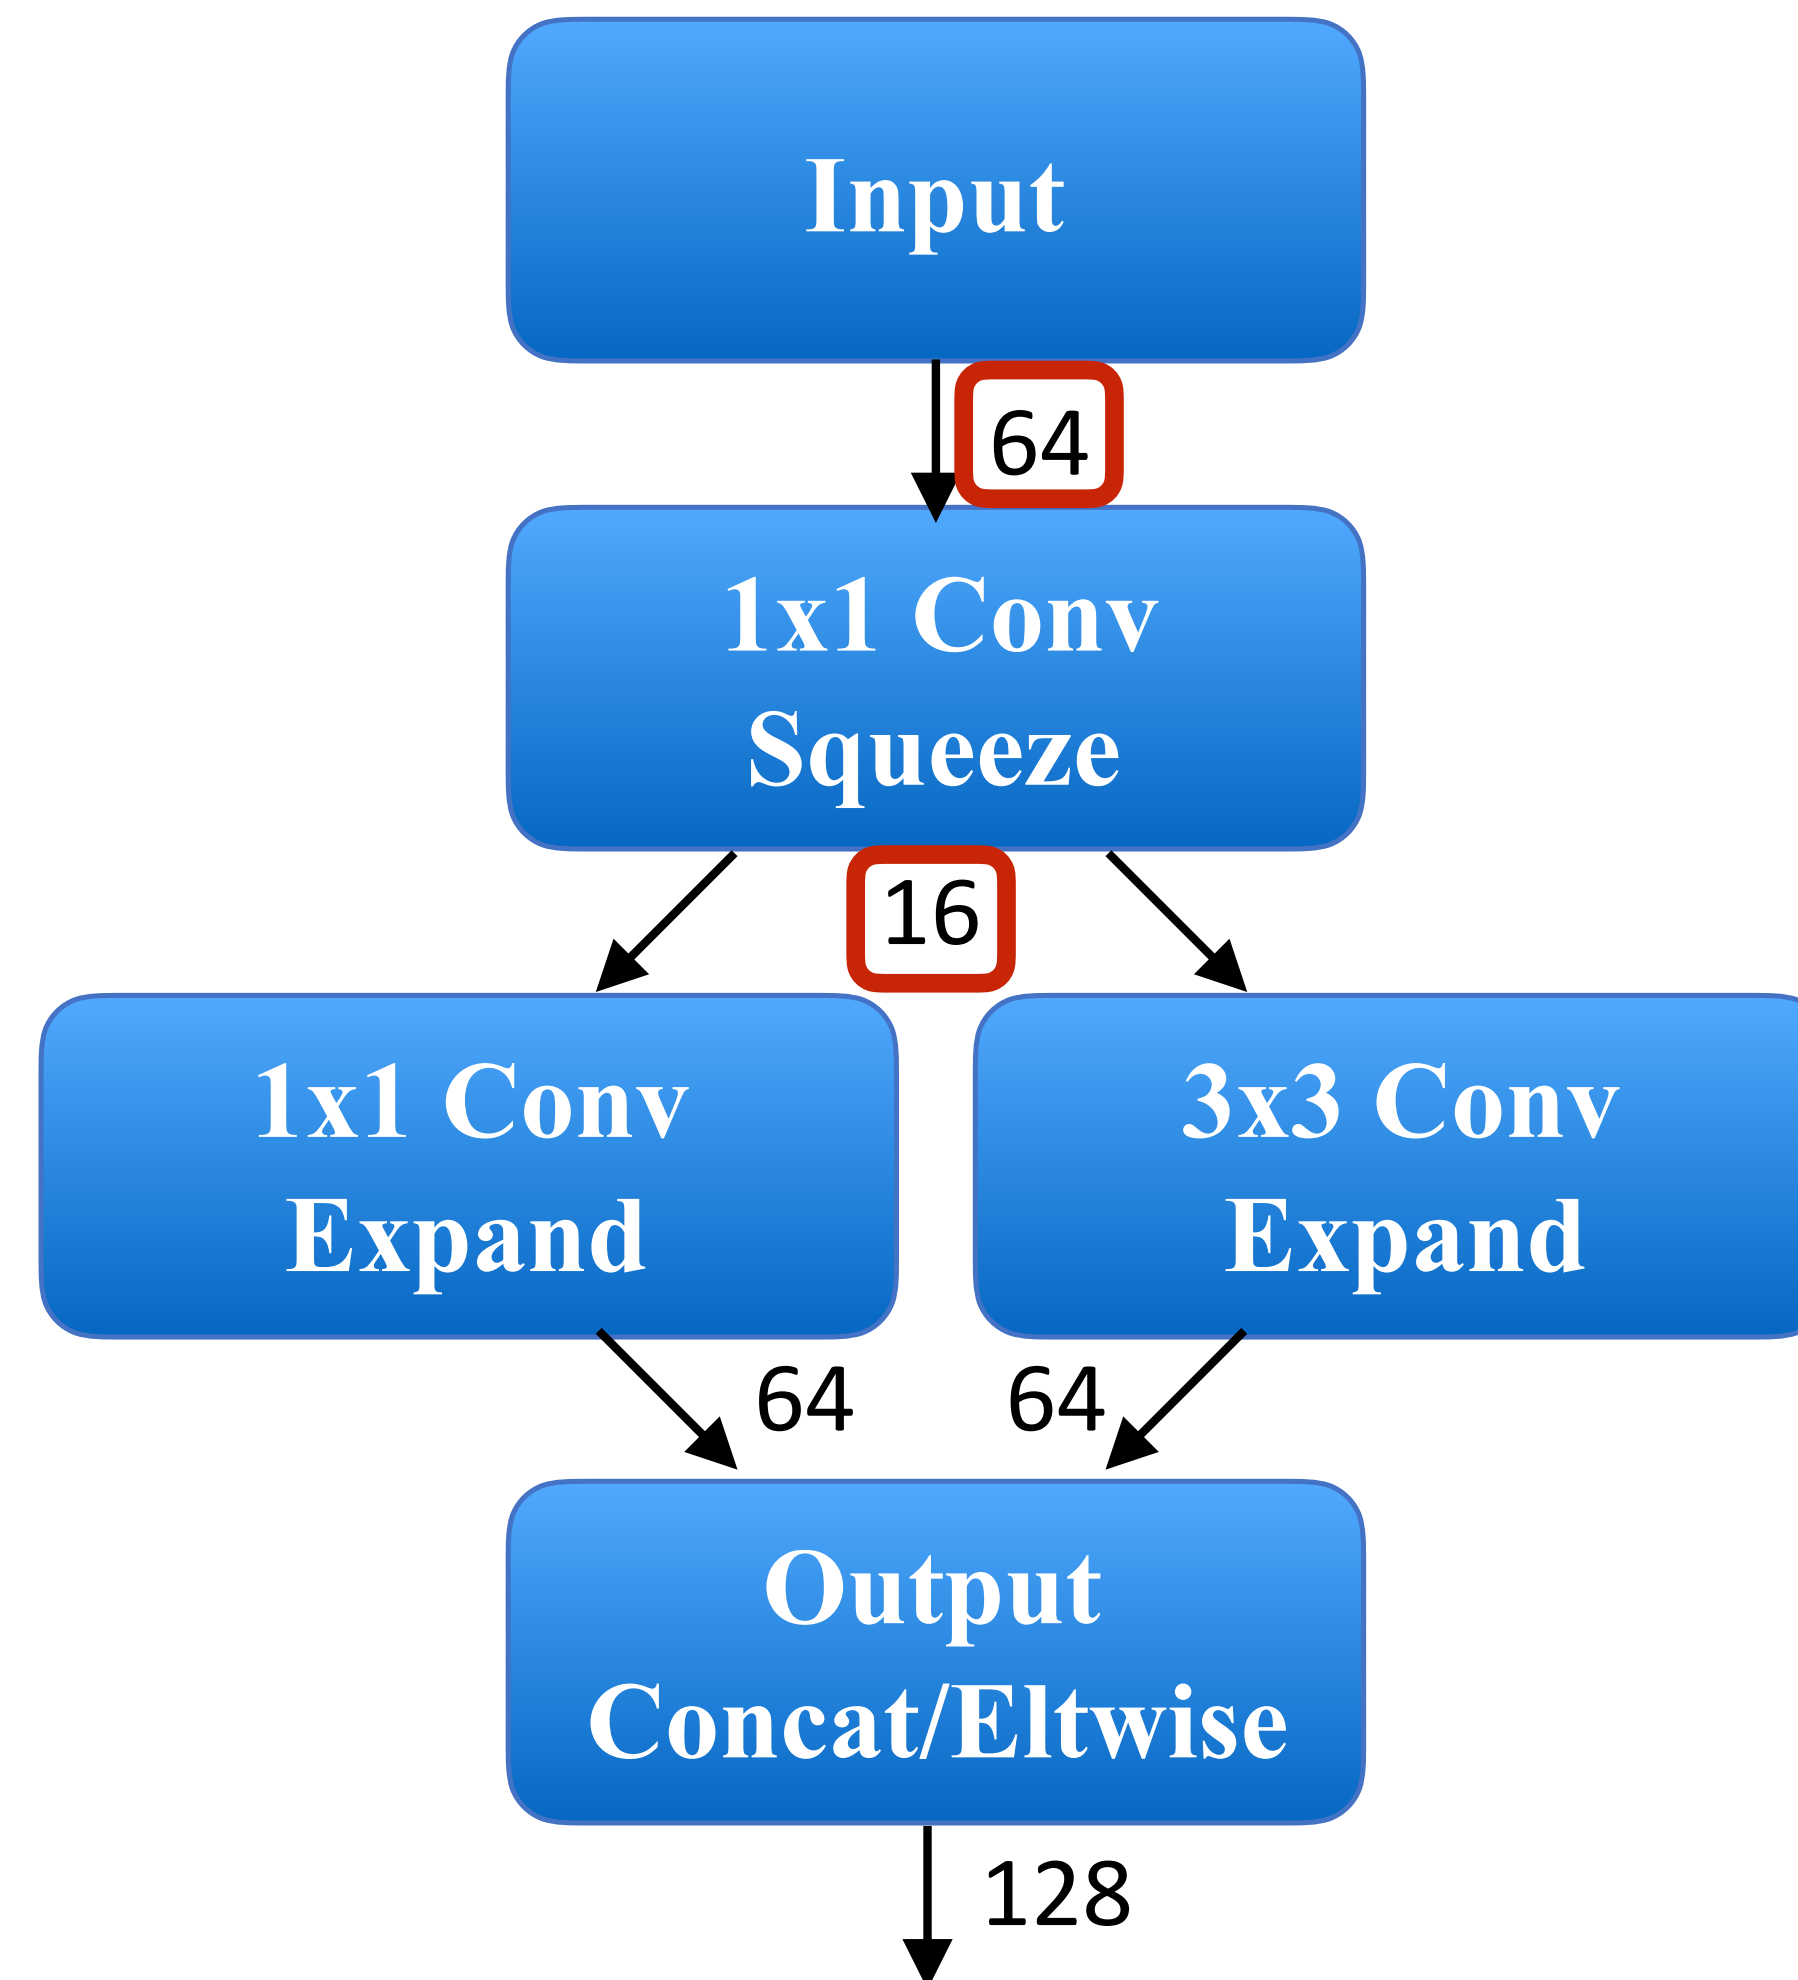 Input
64
1x1 Conv
Squeeze
16
1x1 Conv
Expand
3x3 Conv
Expand
64
64
Output
Concat/Eltwise
128